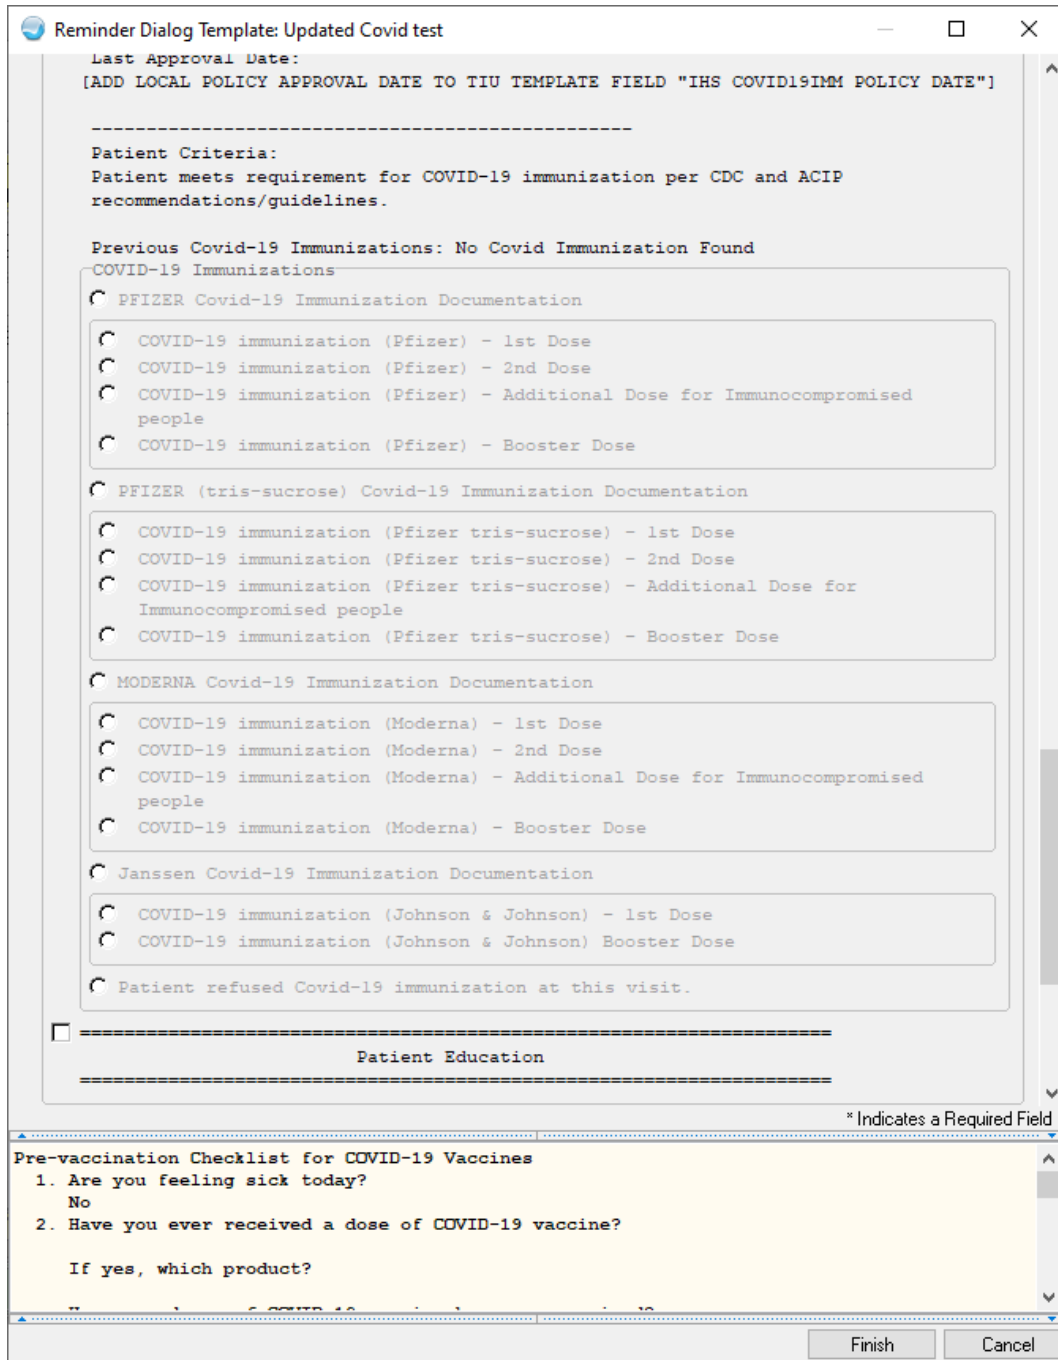 Reminder Dialog Template: Updated Covid test
Last Approval Date:
[ADD LOCAL POLICY APPROVAL DATE TO TIU TEMPLATE FIELD "IHS COVID19IMM POLICY DATE"]
-------------------------------------------------
Patient Criteria:
Patient meets requirement for COVID-19 immunization per CDC and ACIP
recommendations/guidelines.
Previous Covid-19 Immunizations: No Covid Immunization Found
COVID-19 Immunizations
PFIZER Covid-19 Immunization Documentation
COVID-19 immunization (Pfizer) - 1st Dose
COVID-19 immunization (Pfizer) - 2nd Dose
COVID-19 immunization (Pfizer) - Additional Dose for Immunocompromised
people
COVID-19 immunization (Pfizer) - Booster Dose
PFIZER (tris-sucrose) Covid-19 Immunization Documentation
COVID-19 immunization (Pfizer tris-sucrose) - 1st Dose
COVID-19 immunization (Pfizer tris-sucrose) - 2nd Dose
COVID-19 immunization (Pfizer tris-sucrose) - Additional Dose for
Immunocompromised people
COVID-19 immunization (Pfizer tris-sucrose) - Booster Dose
MODERNA Covid-19 Immunization Documentation
COVID-19 immunization (Moderna) - 1st Dose
COVID-19 immunization (Moderna) - 2nd Dose
COVID-19 immunization (Moderna) - Additional Dose for Immunocompromised
people
COVID-19 immunization (Moderna) - Booster Dose
Janssen Covid-19 Immunization Documentation
COVID-19 immunization (Johnson & Johnson) - 1st Dose
COVID-19 immunization (Johnson & Johnson) Booster Dose
Patient refused Covid-19 immunization at this visit.
====================================================================
Patient Education
====================================================================
* Indicates a Required Field
Pre-vaccination Checklist for COVID-19 Vaccines
1. Are you feeling sick today?
No
2. Have you ever received a dose of COVID-19 vaccine?
If yes, which product?
Finish Cancel